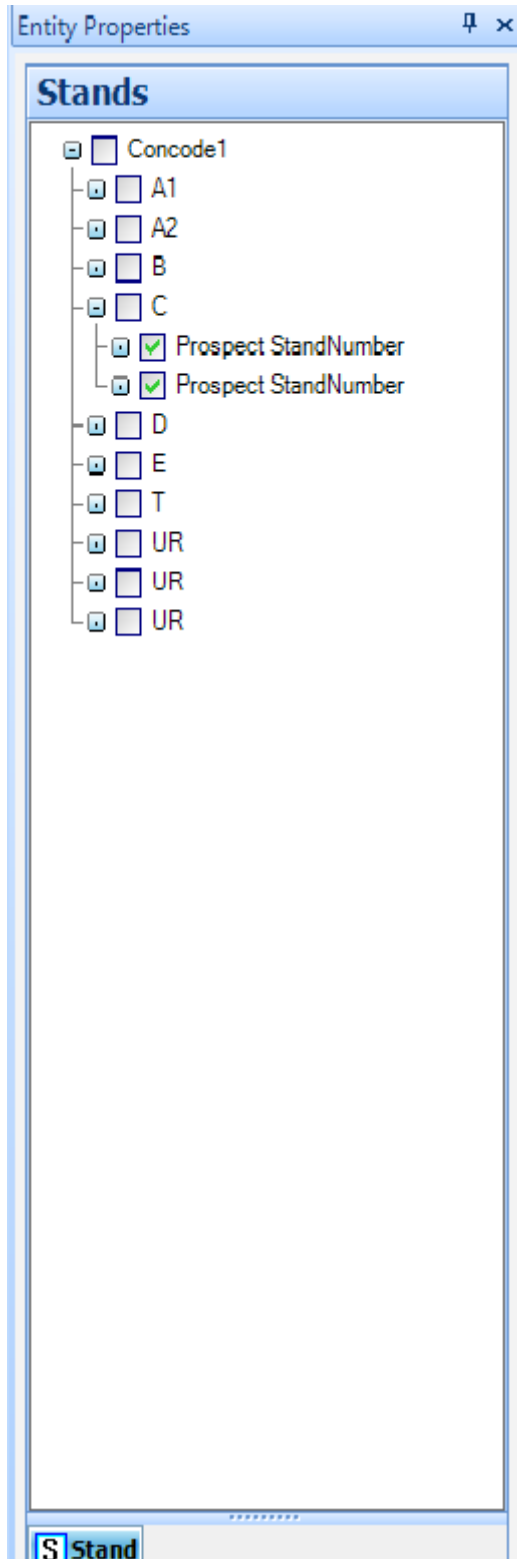 Entity Properties
Stands
Concode1
A1
A2
B
C
Prospect StandNumber
Prospect StandNumber
D
E
T
UR
UR
UR
S Stand